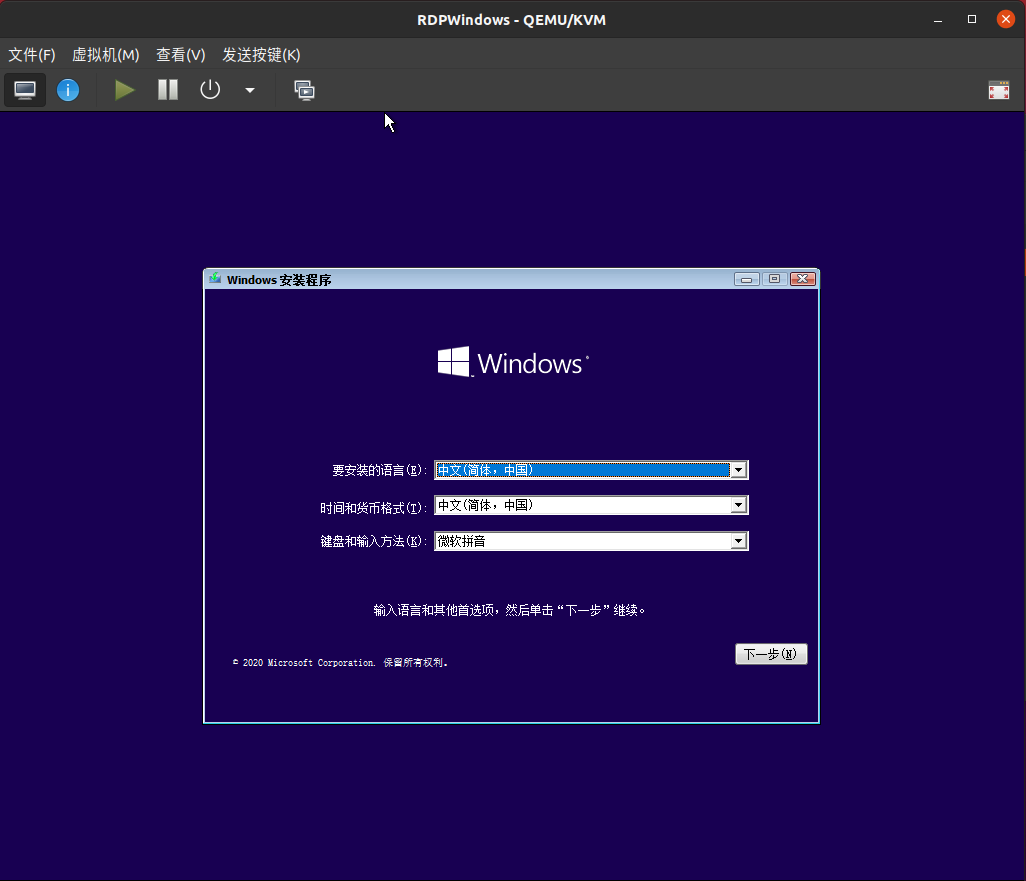 RDPWindows - QEMU/KVM
文件(F) 虚拟机(M) 查看(V) 发送按键(K)
Windows 安装程序
Windows
要安装的语言(E): 中文(简体，中国)
时间和货币格式(T): 中文(简体，中国)
键盘和输入方法(K): 微软拼音
输入语言和其他首选项，然后单击“下一步”继续。
© 2020 Microsoft Corporation. 保留所有权利。
下一步(N)